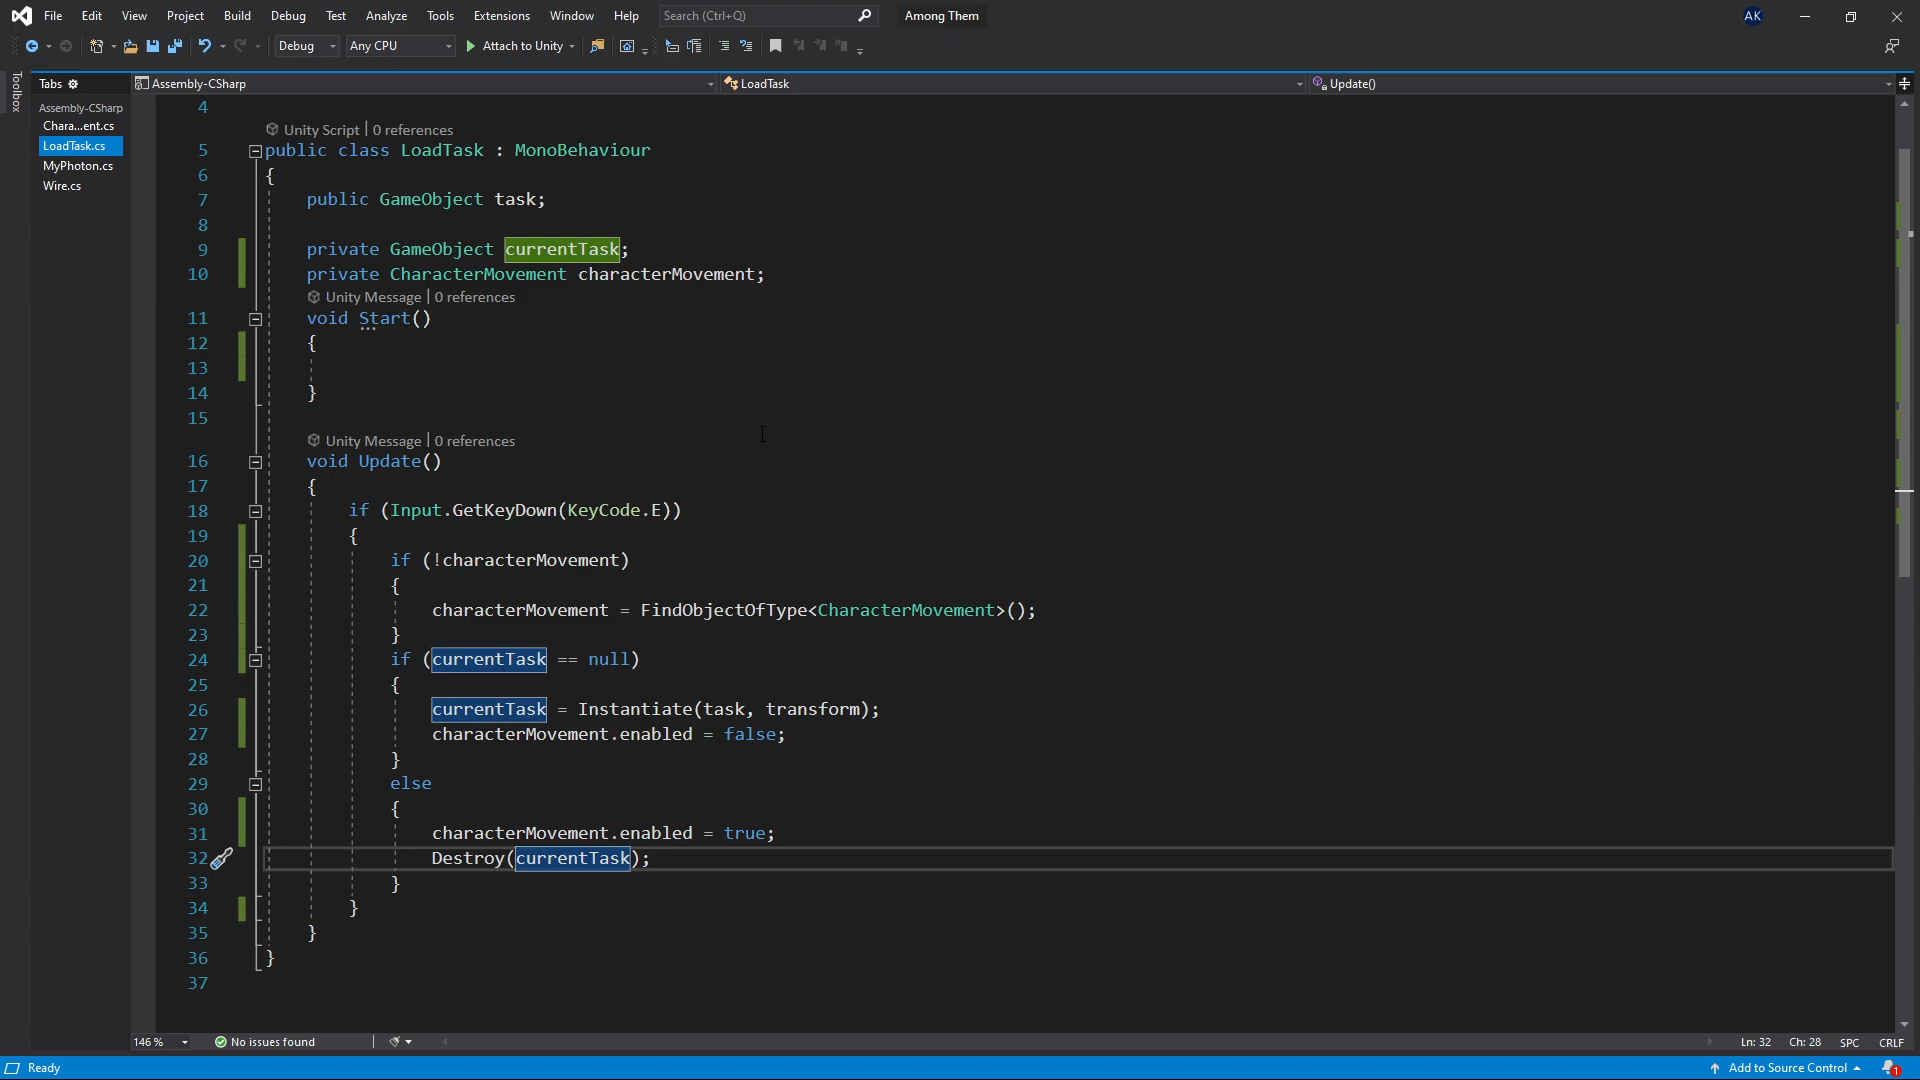 File Edit View Project Build Debug Test Analyze Tools Extensions Window Help Search (Ctrl+Q) Among Them AK
Debug Any CPU Attach to Unity
Toolbox
Tabs
Assembly-CSharp
Chara...ent.cs
LoadTask.cs
MyPhoton.cs
Wire.cs
Assembly-CSharp LoadTask Update()
4
Unity Script | 0 references
5 public class LoadTask : MonoBehaviour
6 {
7 public GameObject task;
8
9 private GameObject currentTask;
10 private CharacterMovement characterMovement;
Unity Message | 0 references
11 void Start()
12 {
13
14 }
15
Unity Message | 0 references
16 void Update()
17 {
18 if (Input.GetKeyDown(KeyCode.E))
19 {
20 if (!characterMovement)
21 {
22 characterMovement = FindObjectOfType<CharacterMovement>();
23 }
24 if (currentTask == null)
25 {
26 currentTask = Instantiate(task, transform);
27 characterMovement.enabled = false;
28 }
29 else
30 {
31 characterMovement.enabled = true;
32 Destroy(currentTask);
33 }
34 }
35 }
36 }
37
146 % No issues found Ln: 32 Ch: 28 SPC CRLF
Ready Add to Source Control 1